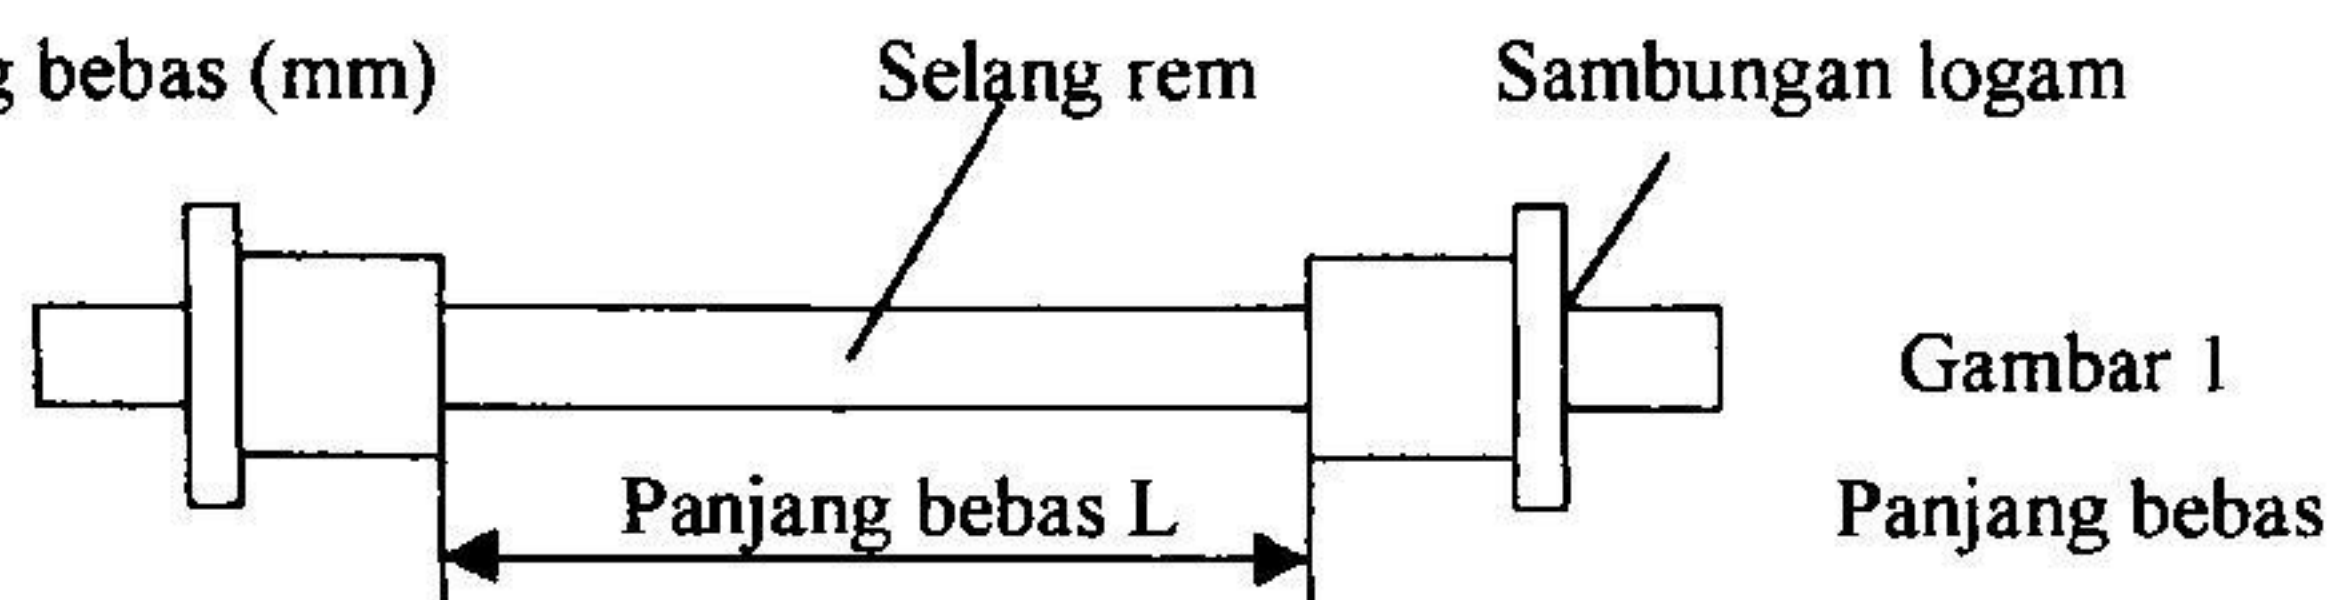 g bebas (mm)
Selang rem
Sambungan logam
Gambar 1
Panjang bebas L
Panjang bebas